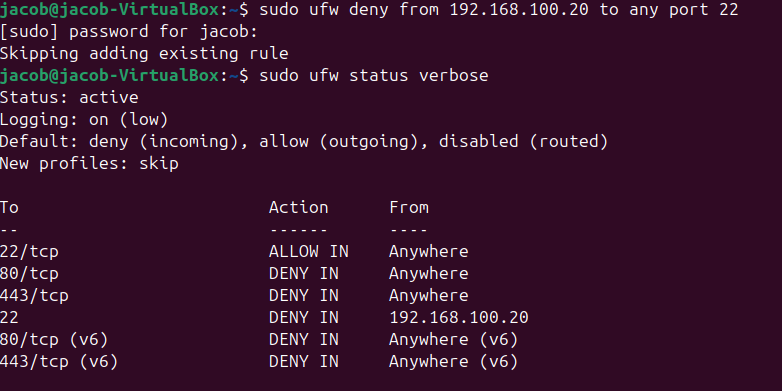 jacob@jacob-VirtualBox:~$ sudo ufw deny from 192.168.100.20 to any port 22
[sudo] password for jacob:
Skipping adding existing rule
jacob@jacob-VirtualBox:~$ sudo ufw status verbose
Status: active
Logging: on (low)
Default: deny (incoming), allow (outgoing), disabled (routed)
New profiles: skip

To                         Action      From
--                         ------      ----
22/tcp                     ALLOW IN    Anywhere
80/tcp                     DENY IN     Anywhere
443/tcp                    DENY IN     Anywhere
22                         DENY IN     192.168.100.20
80/tcp (v6)                DENY IN     Anywhere (v6)
443/tcp (v6)               DENY IN     Anywhere (v6)